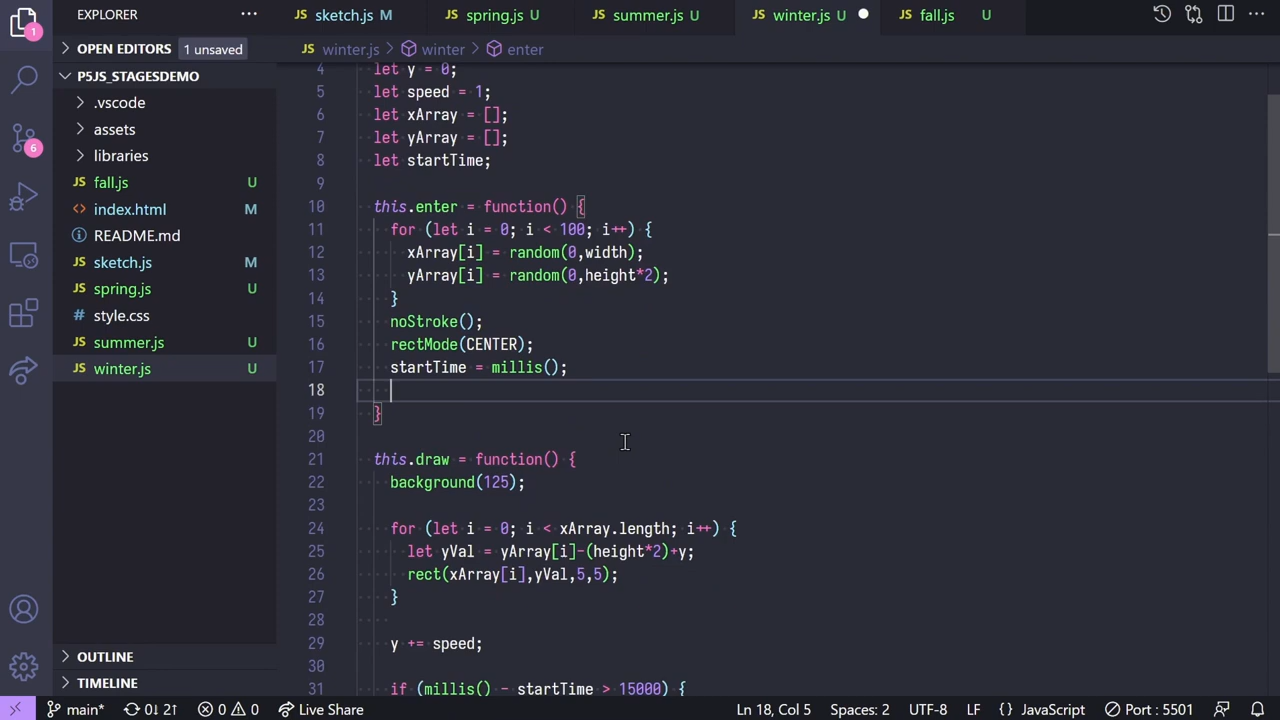 EXPLORER
sketch.js M
spring.js U
summer.js U
winter.js U
fall.js U
1
OPEN EDITORS 1 unsaved
winter.js > winter > enter
P5JS_STAGESDEMO
.vscode
assets
libraries
JS fall.js U
<> index.html M
README.md
JS sketch.js M
JS spring.js U
# style.css
JS summer.js U
JS winter.js
6
OUTLINE
TIMELINE
4 let y = 0;
5 let speed = 1;
6 let xArray = [];
7 let yArray = [];
8 let startTime;
9
10 this.enter = function() {
11 for (let i = 0; i < 100; i++) {
12 xArray[i] = random(0,width);
13 yArray[i] = random(0,height*2);
14 }
15 noStroke();
16 rectMode(CENTER);
17 startTime = millis();
18
19 }
20
21 this.draw = function() {
22 background(125);
23
24 for (let i = 0; i < xArray.length; i++) {
25 let yVal = yArray[i]-(height*2)+y;
26 rect(xArray[i],yVal,5,5);
27 }
28
29 y += speed;
30
31 if (millis() - startTime > 15000) {
main* 0↓ 2↑ 0 0 Live Share Ln 18, Col 5 Spaces: 2 UTF-8 LF {} JavaScript Port : 5501